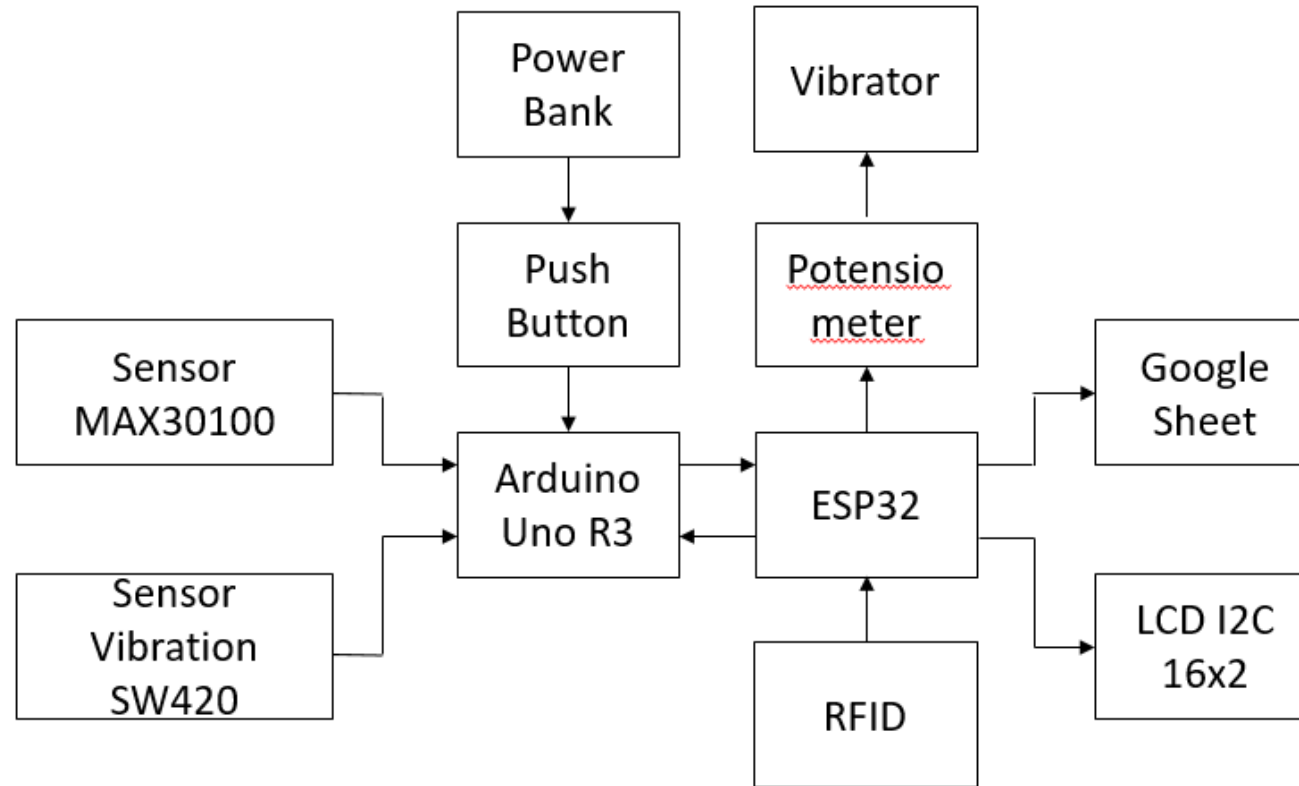 Power
Bank
Vibrator
Push
Button
Potensio
meter
Sensor
MAX30100
Google
Sheet
Arduino
Uno R3
ESP32
Sensor
Vibration
SW420
LCD I2C
16x2
RFID